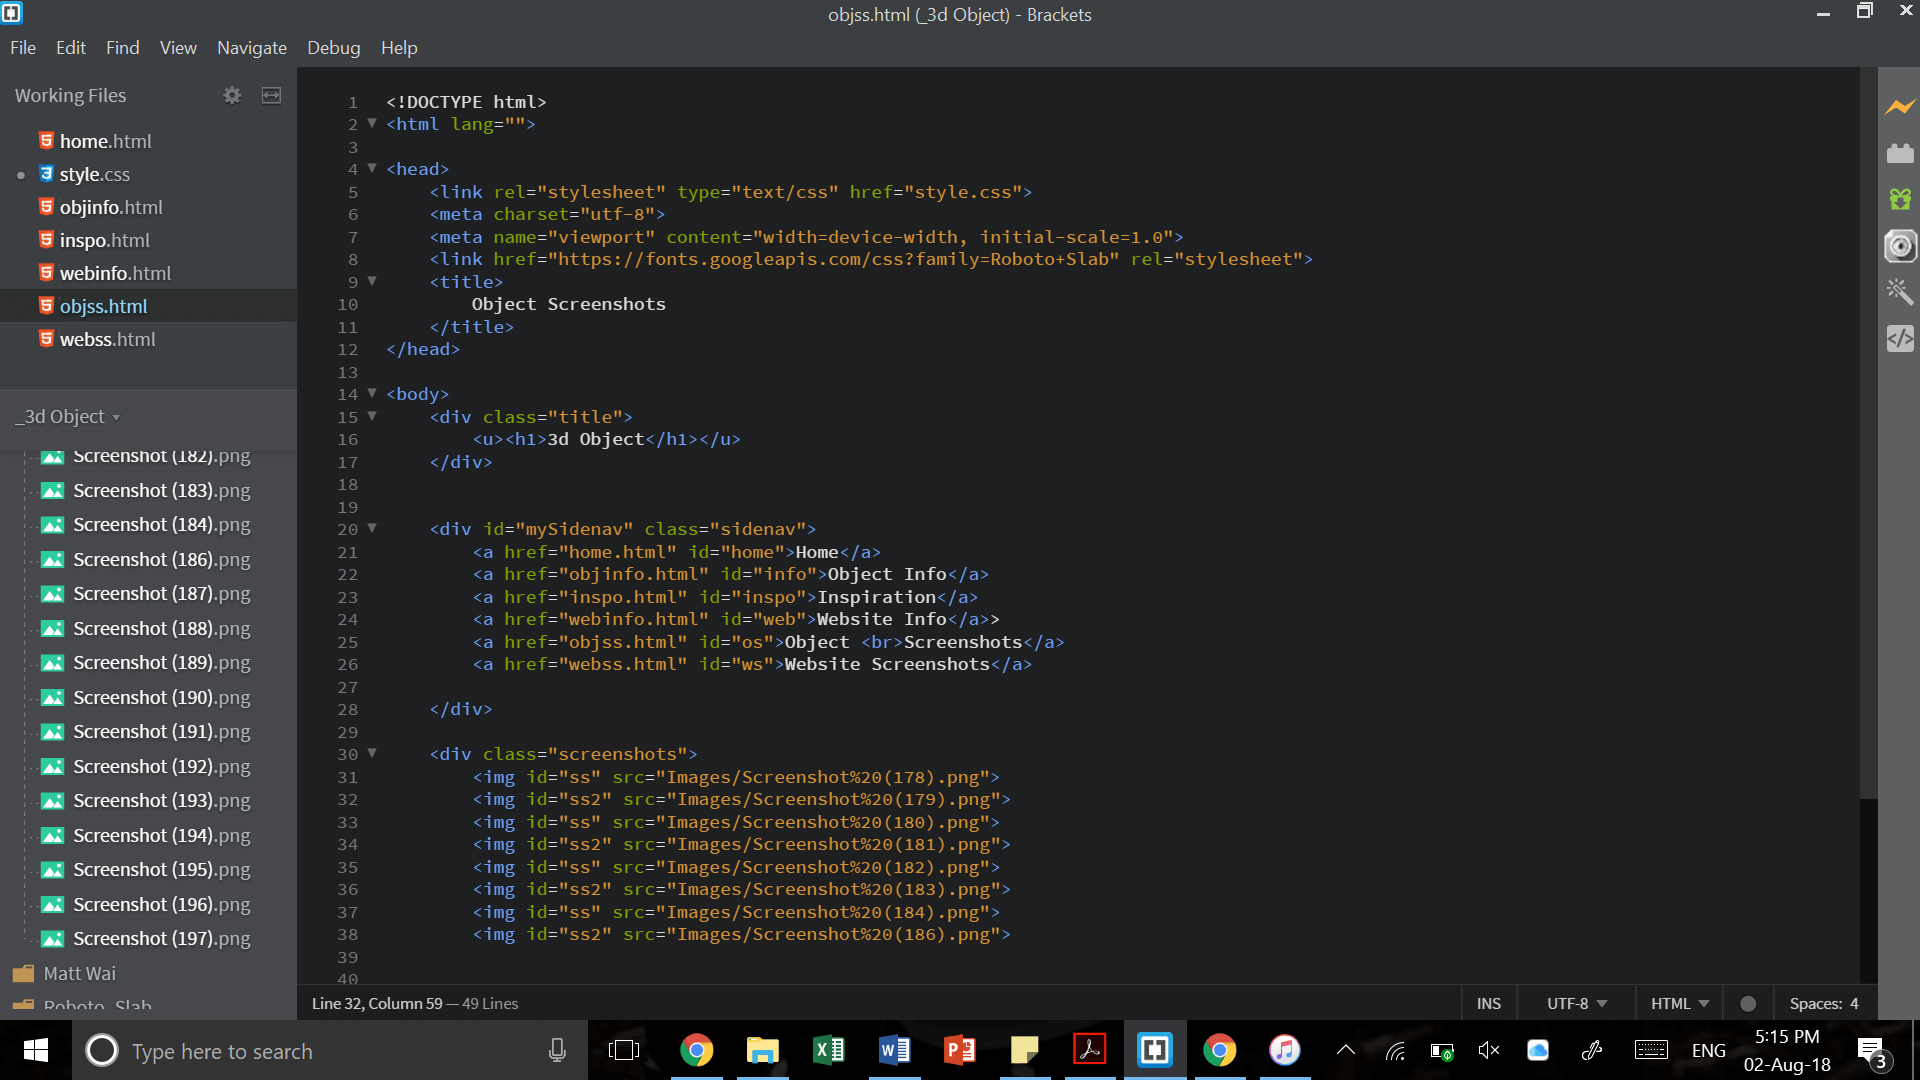 objss.html (_3d Object) - Brackets
File Edit Find View Navigate Debug Help
Working Files
home.html
style.css
objinfo.html
inspo.html
webinfo.html
objss.html
webss.html
_3d Object
Screenshot (182).png
Screenshot (183).png
Screenshot (184).png
Screenshot (186).png
Screenshot (187).png
Screenshot (188).png
Screenshot (189).png
Screenshot (190).png
Screenshot (191).png
Screenshot (192).png
Screenshot (193).png
Screenshot (194).png
Screenshot (195).png
Screenshot (196).png
Screenshot (197).png
Matt Wai
Roboto_Slab
1 <!DOCTYPE html>
2 <html lang="">
3
4 <head>
5 <link rel="stylesheet" type="text/css" href="style.css">
6 <meta charset="utf-8">
7 <meta name="viewport" content="width=device-width, initial-scale=1.0">
8 <link href="https://fonts.googleapis.com/css?family=Roboto+Slab" rel="stylesheet">
9 <title>
10 Object Screenshots
11 </title>
12 </head>
13
14 <body>
15 <div class="title">
16 <u><h1>3d Object</h1></u>
17 </div>
18
19
20 <div id="mySidenav" class="sidenav">
21 <a href="home.html" id="home">Home</a>
22 <a href="objinfo.html" id="info">Object Info</a>
23 <a href="inspo.html" id="inspo">Inspiration</a>
24 <a href="webinfo.html" id="web">Website Info</a>>
25 <a href="objss.html" id="os">Object <br>Screenshots</a>
26 <a href="webss.html" id="ws">Website Screenshots</a>
27
28 </div>
29
30 <div class="screenshots">
31 <img id="ss" src="Images/Screenshot%20(178).png">
32 <img id="ss2" src="Images/Screenshot%20(179).png">
33 <img id="ss" src="Images/Screenshot%20(180).png">
34 <img id="ss2" src="Images/Screenshot%20(181).png">
35 <img id="ss" src="Images/Screenshot%20(182).png">
36 <img id="ss2" src="Images/Screenshot%20(183).png">
37 <img id="ss" src="Images/Screenshot%20(184).png">
38 <img id="ss2" src="Images/Screenshot%20(186).png">
39
40
Line 32, Column 59 — 49 Lines
INS UTF-8 HTML Spaces: 4
Type here to search
ENG
5:15 PM
02-Aug-18
3